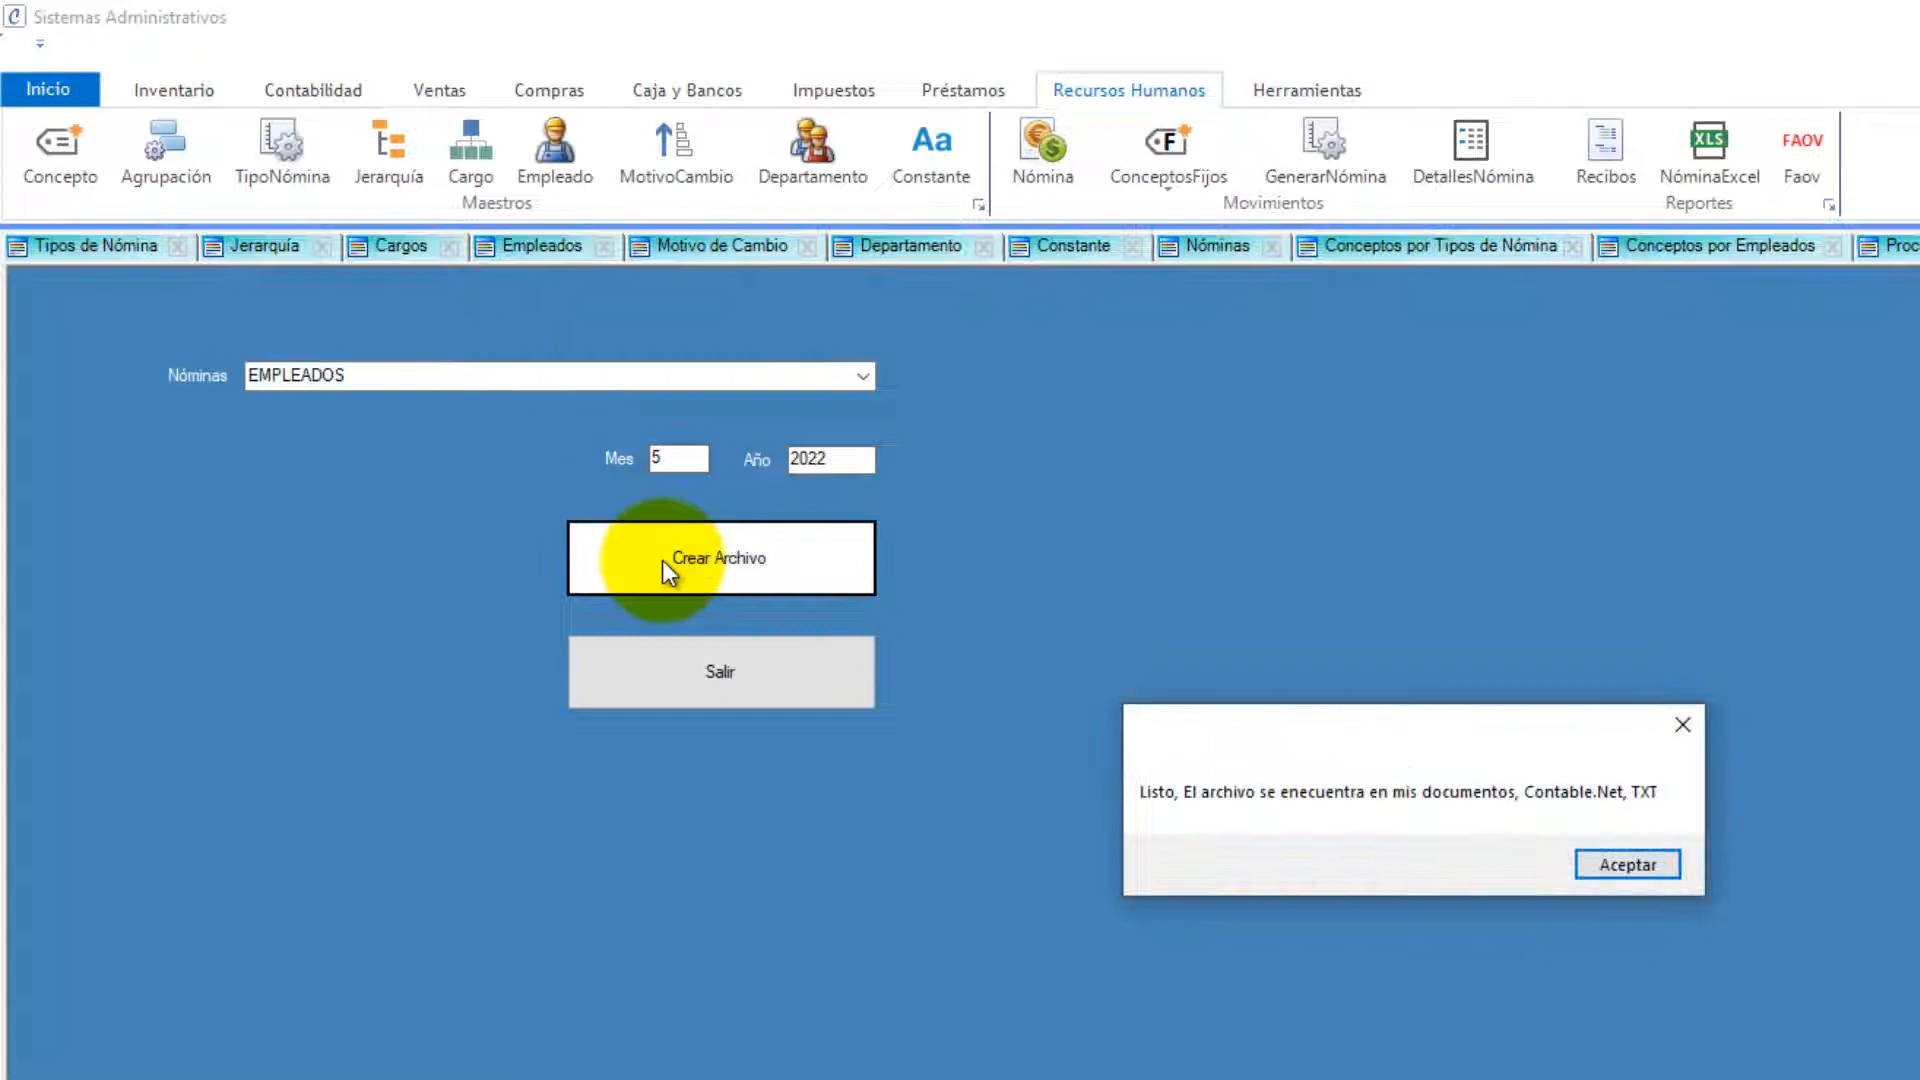 Sistemas Administrativos
Inicio Inventario Contabilidad Ventas Compras Caja y Bancos Impuestos Préstamos Recursos Humanos Herramientas
Aa F XLS FAOV
Concepto Agrupación TipoNómina Jerarquía Cargo Empleado MotivoCambio Departamento Constante Nómina ConceptosFijos GenerarNómina DetallesNómina Recibos NóminaExcel Faov
Maestros Movimientos Reportes
Tipos de Nómina Jerarquía Cargos Empleados Motivo de Cambio Departamento Constante Nóminas Conceptos por Tipos de Nómina Conceptos por Empleados Proc
Nóminas EMPLEADOS
Mes 5 Año 2022
Crear Archivo
Salir
Listo, El archivo se enecuentra en mis documentos, Contable.Net, TXT
Aceptar